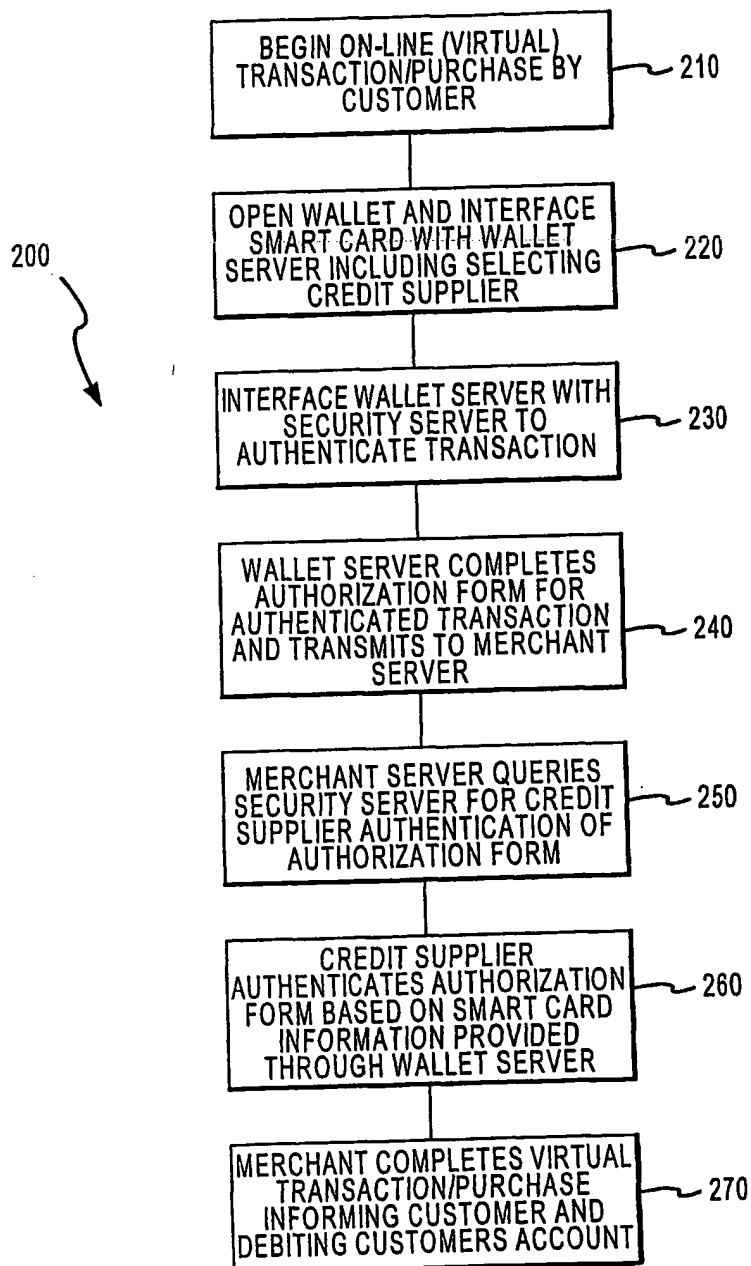 BEGIN ON-LINE (VIRTUAL)
TRANSACTION/PURCHASE BY
CUSTOMER
210
OPEN WALLET AND INTERFACE
SMART CARD WITH WALLET
SERVER INCLUDING SELECTING
CREDIT SUPPLIER
220
200
INTERFACE WALLET SERVER WITH
SECURITY SERVER TO
AUTHENTICATE TRANSACTION
230
WALLET SERVER COMPLETES
AUTHORIZATION FORM FOR
AUTHENTICATED TRANSACTION
AND TRANSMITS TO MERCHANT
SERVER
240
MERCHANT SERVER QUERIES
SECURITY SERVER FOR CREDIT
SUPPLIER AUTHENTICATION OF
AUTHORIZATION FORM
250
CREDIT SUPPLIER
AUTHENTICATES AUTHORIZATION
FORM BASED ON SMART CARD
INFORMATION PROVIDED
THROUGH WALLET SERVER
260
MERCHANT COMPLETES VIRTUAL
TRANSACTION/PURCHASE
INFORMING CUSTOMER AND
DEBITING CUSTOMERS ACCOUNT
270